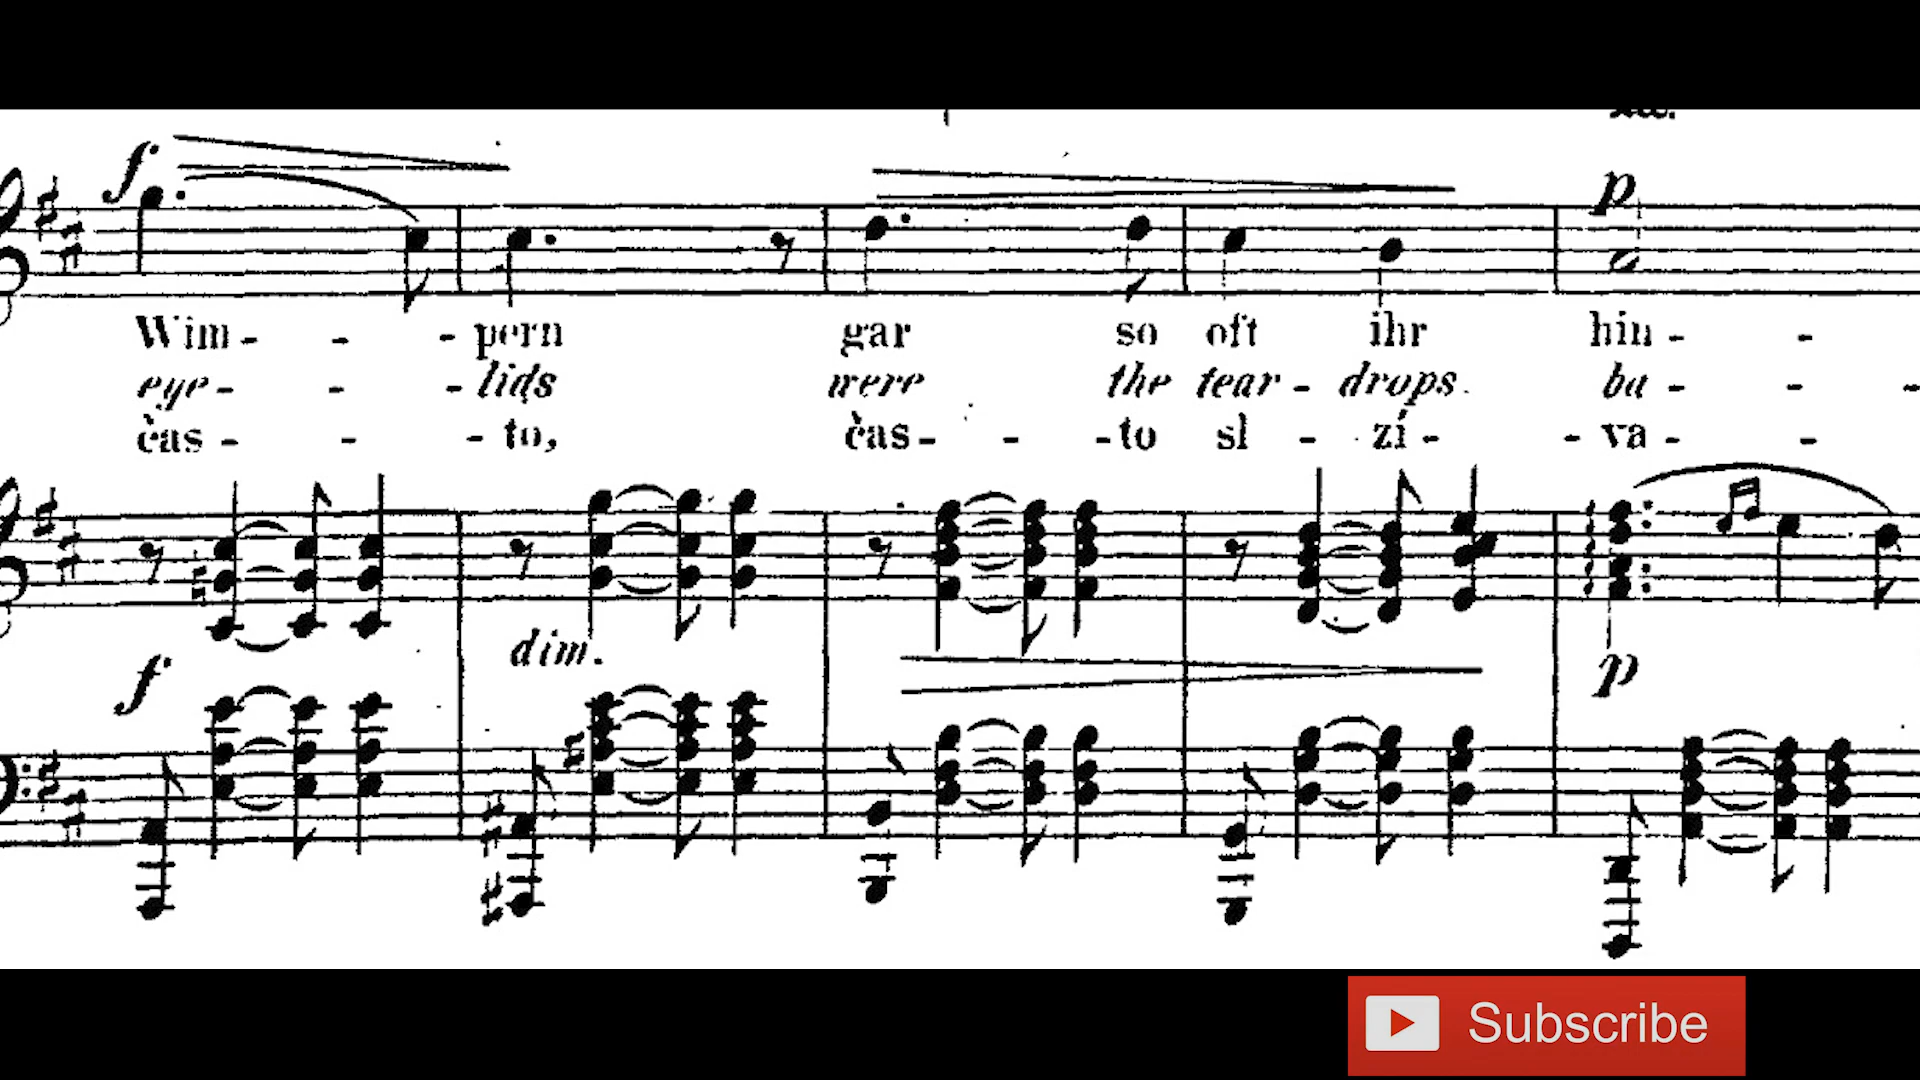 f
Wim - - - pern gar so oft ihr hin - -
eye - - - lids were the tear - drops. ba - - -
čas - - - to, čas - - - to sl - zí - - va - -
dim.
f
p
p
Subscribe